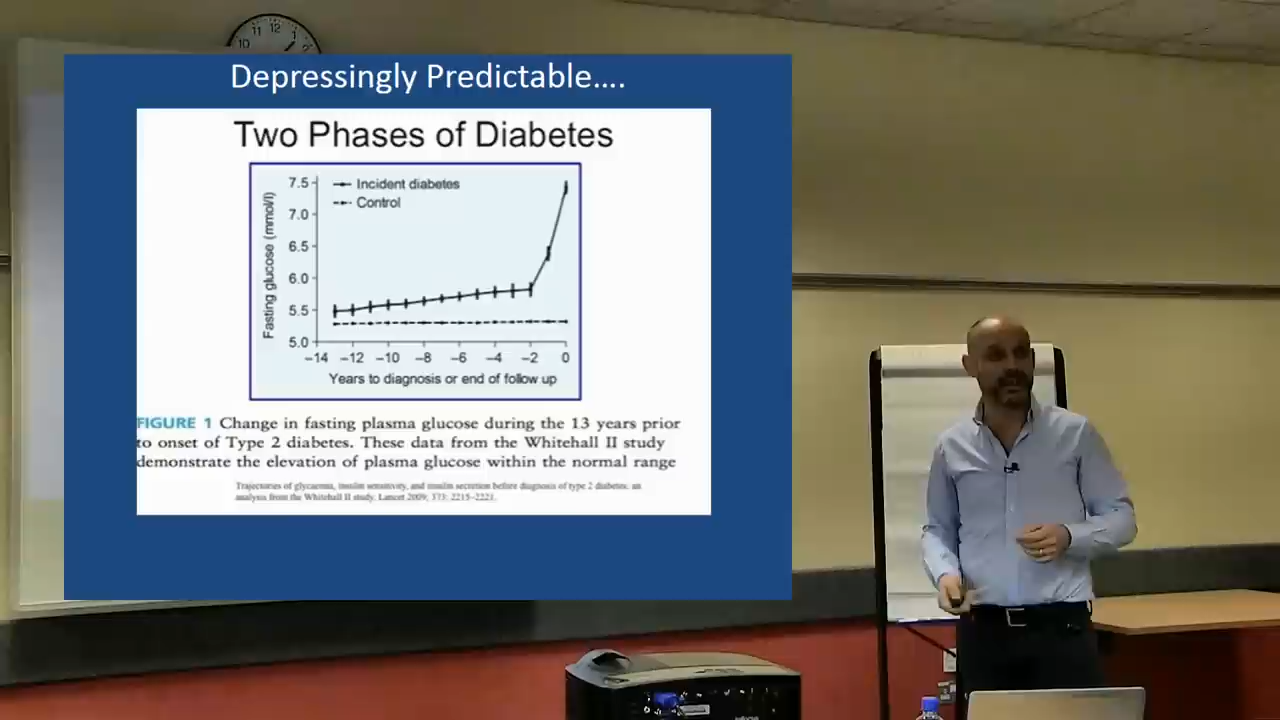 10 11 12 1
Depressingly Predictable....
Two Phases of Diabetes
7.5
7.0
6.5
6.0
5.5
5.0
Fasting glucose (mmol/l)
Incident diabetes
Control
–14 –12 –10 –8 –6 –4 –2 0
Years to diagnosis or end of follow up
FIGURE 1 Change in fasting plasma glucose during the 13 years prior
to onset of Type 2 diabetes. These data from the Whitehall II study
demonstrate the elevation of plasma glucose within the normal range
Trajectories of glycaemia, insulin sensitivity, and insulin secretion before diagnosis of type 2 diabetes: an
analysis from the Whitehall II study. Lancet 2009; 373: 2215–2221.